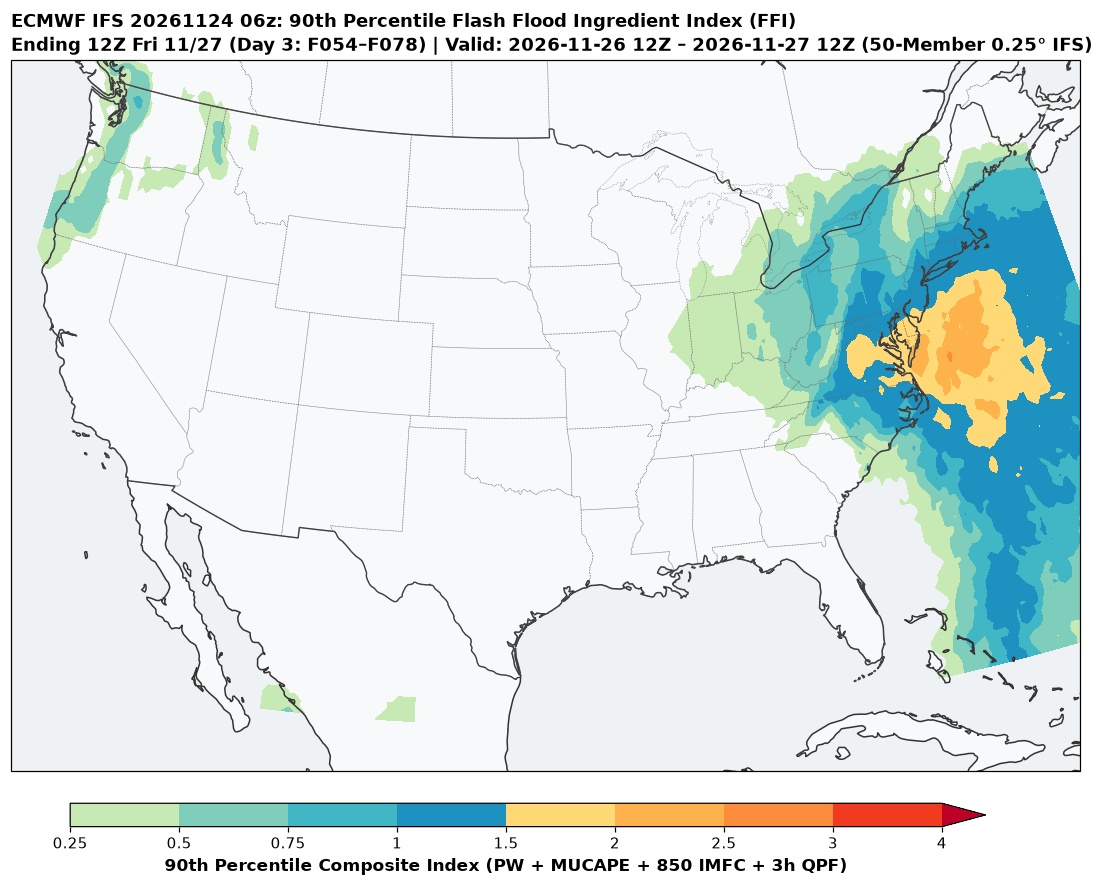 ECMWF IFS 20261124 06z: 90th Percentile Flash Flood Ingredient Index (FFI)
Ending 12Z Fri 11/27 (Day 3: F054–F078) | Valid: 2026-11-26 12Z – 2026-11-27 12Z (50-Member 0.25° IFS)
0.25 0.5 0.75 1 1.5 2 2.5 3 4
90th Percentile Composite Index (PW + MUCAPE + 850 IMFC + 3h QPF)